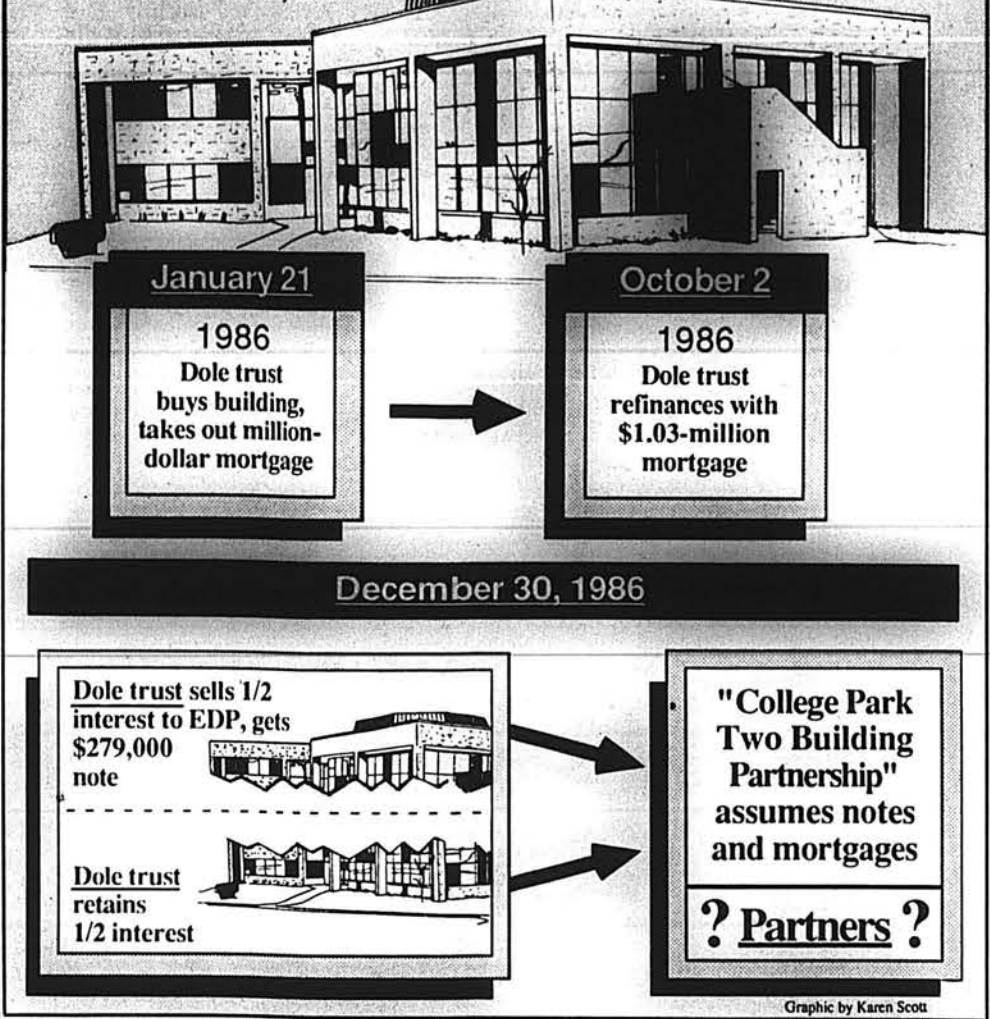 January 21
1986
Dole trust
buys building,
takes out million-
dollar mortgage
October 2
1986
Dole trust
refinances with
$1.03-million
mortgage
December 30, 1986
Dole trust sells 1/2
interest to EDP, gets
$279,000
note
Dole trust
retains
1/2 interest
"College Park
Two Building
Partnership"
assumes notes
and mortgages
? Partners ?
Graphic by Karen Scott